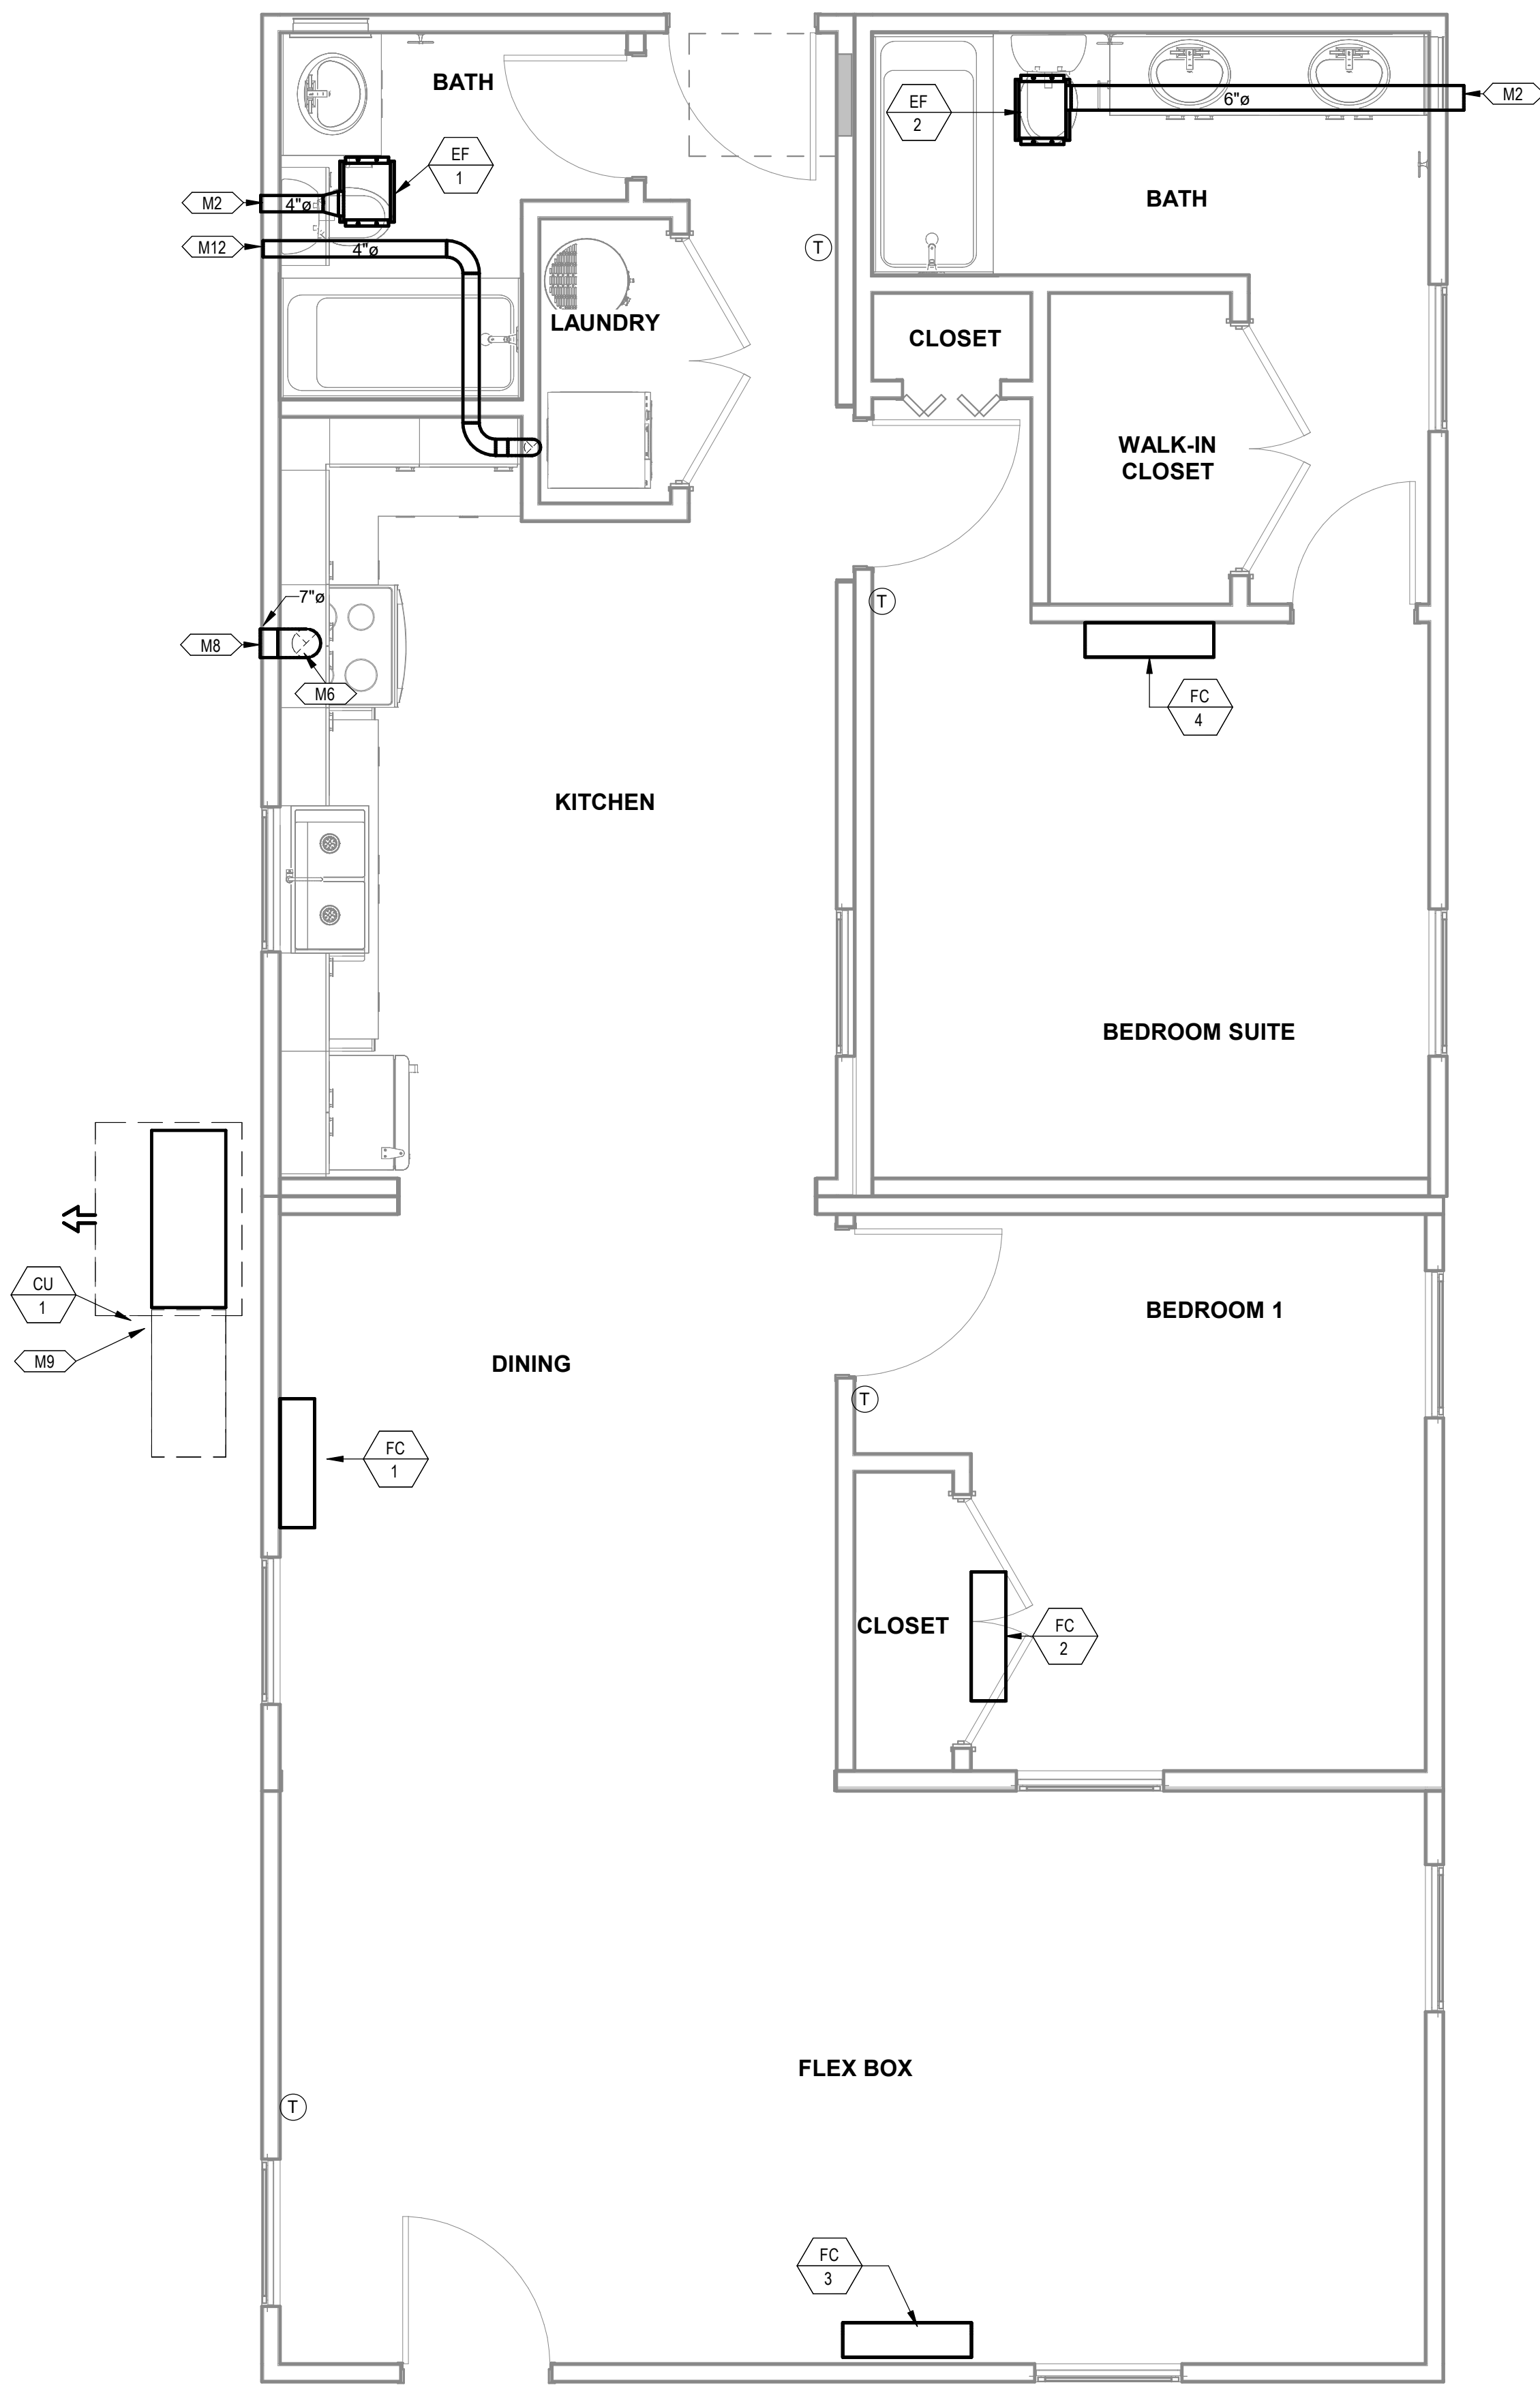 BATH
EF
1
EF
2
6"ø
M2
M2
4"ø
BATH
M12
4"ø
T
LAUNDRY
CLOSET
WALK-IN
CLOSET
7"ø
T
M8
M6
FC
4
KITCHEN
BEDROOM SUITE
CU
1
M9
BEDROOM 1
DINING
T
FC
1
CLOSET
FC
2
FLEX BOX
T
FC
3